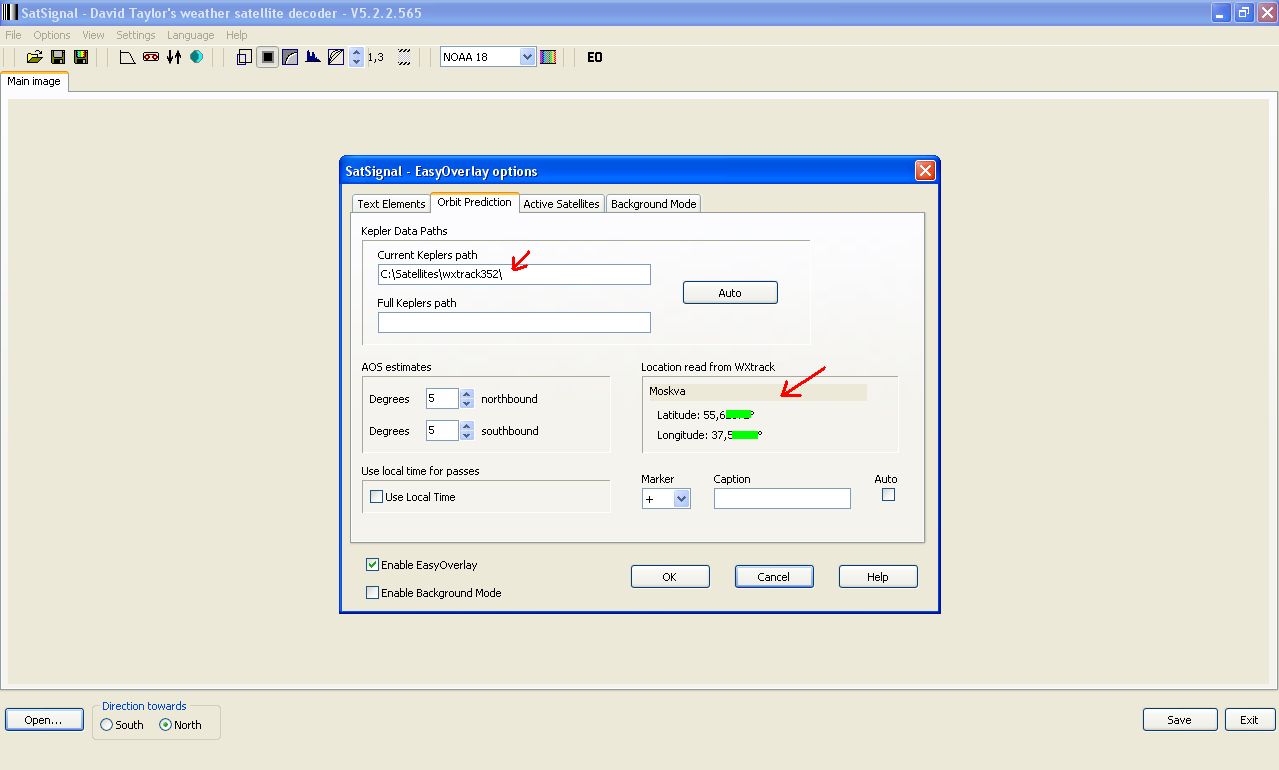 SatSignal - David Taylor's weather satellite decoder - V5.2.2.565
File Options View Settings Language Help
1,3 NOAA 18 EO
Main image
SatSignal - EasyOverlay options
Text Elements Orbit Prediction Active Satellites Background Mode
Kepler Data Paths
Current Keplers path
C:\Satellites\wxtrack352\
Auto
Full Keplers path
AOS estimates
Degrees 5 northbound
Degrees 5 southbound
Location read from WXtrack
Moskva
Latitude: 55,6
Longitude: 37,5
Use local time for passes
Use Local Time
Marker Caption Auto
+
Enable EasyOverlay
Enable Background Mode
OK Cancel Help
Open... Direction towards
South North
Save Exit